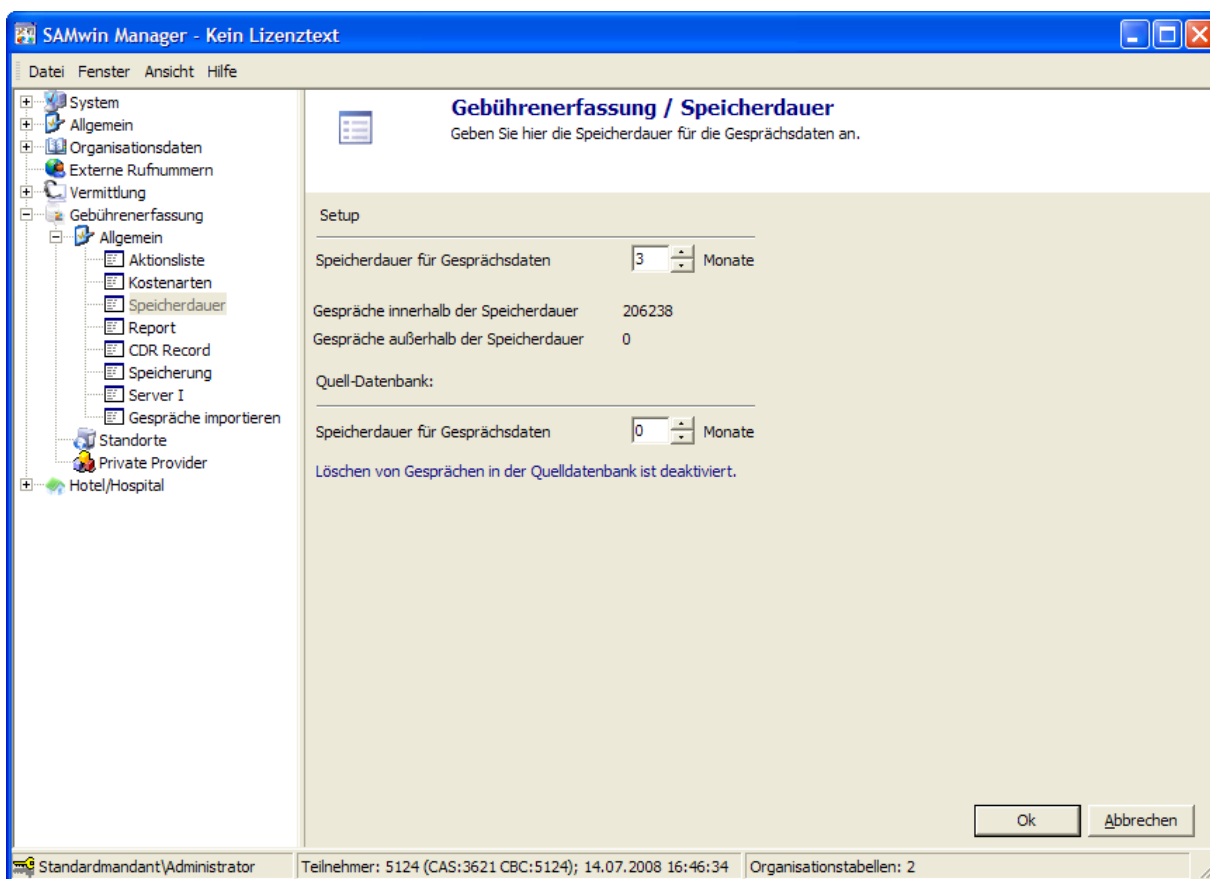 SAMwin Manager - Kein Lizenztext
Datei Fenster Ansicht Hilfe
System
Allgemein
Organisationsdaten
Externe Rufnummern
Vermittlung
Gebührenerfassung
Allgemein
Aktionsliste
Kostenarten
Speicherdauer
Report
CDR Record
Speicherung
Server I
Gespräche importieren
Standorte
Private Provider
Hotel/Hospital
Gebührenerfassung / Speicherdauer
Geben Sie hier die Speicherdauer für die Gesprächsdaten an.
Setup
Speicherdauer für Gesprächsdaten 3 Monate
Gespräche innerhalb der Speicherdauer 206238
Gespräche außerhalb der Speicherdauer 0
Quell-Datenbank:
Speicherdauer für Gesprächsdaten 0 Monate
Löschen von Gesprächen in der Quelldatenbank ist deaktiviert.
Ok Abbrechen
Standardmandant\Administrator Teilnehmer: 5124 (CAS:3621 CBC:5124); 14.07.2008 16:46:34 Organisationstabellen: 2